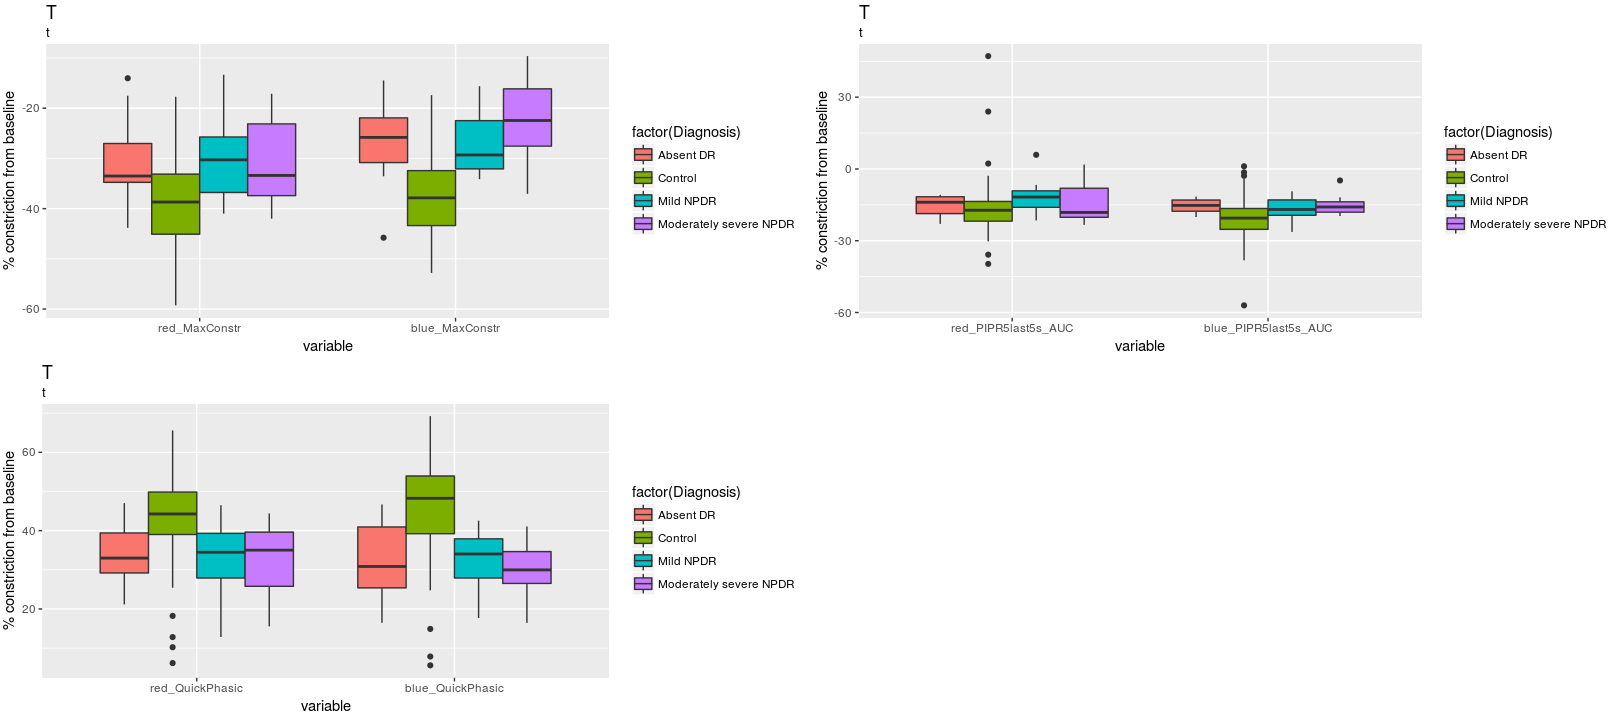 T
t
% constriction from baseline
-20
-40
-60
red_MaxConstr
blue_MaxConstr
variable
factor(Diagnosis)
Absent DR
Control
Mild NPDR
Moderately severe NPDR
T
t
% constriction from baseline
30
0
-30
-60
red_PIPR5last5s_AUC
blue_PIPR5last5s_AUC
variable
factor(Diagnosis)
Absent DR
Control
Mild NPDR
Moderately severe NPDR
T
t
% constriction from baseline
60
40
20
red_QuickPhasic
blue_QuickPhasic
variable
factor(Diagnosis)
Absent DR
Control
Mild NPDR
Moderately severe NPDR